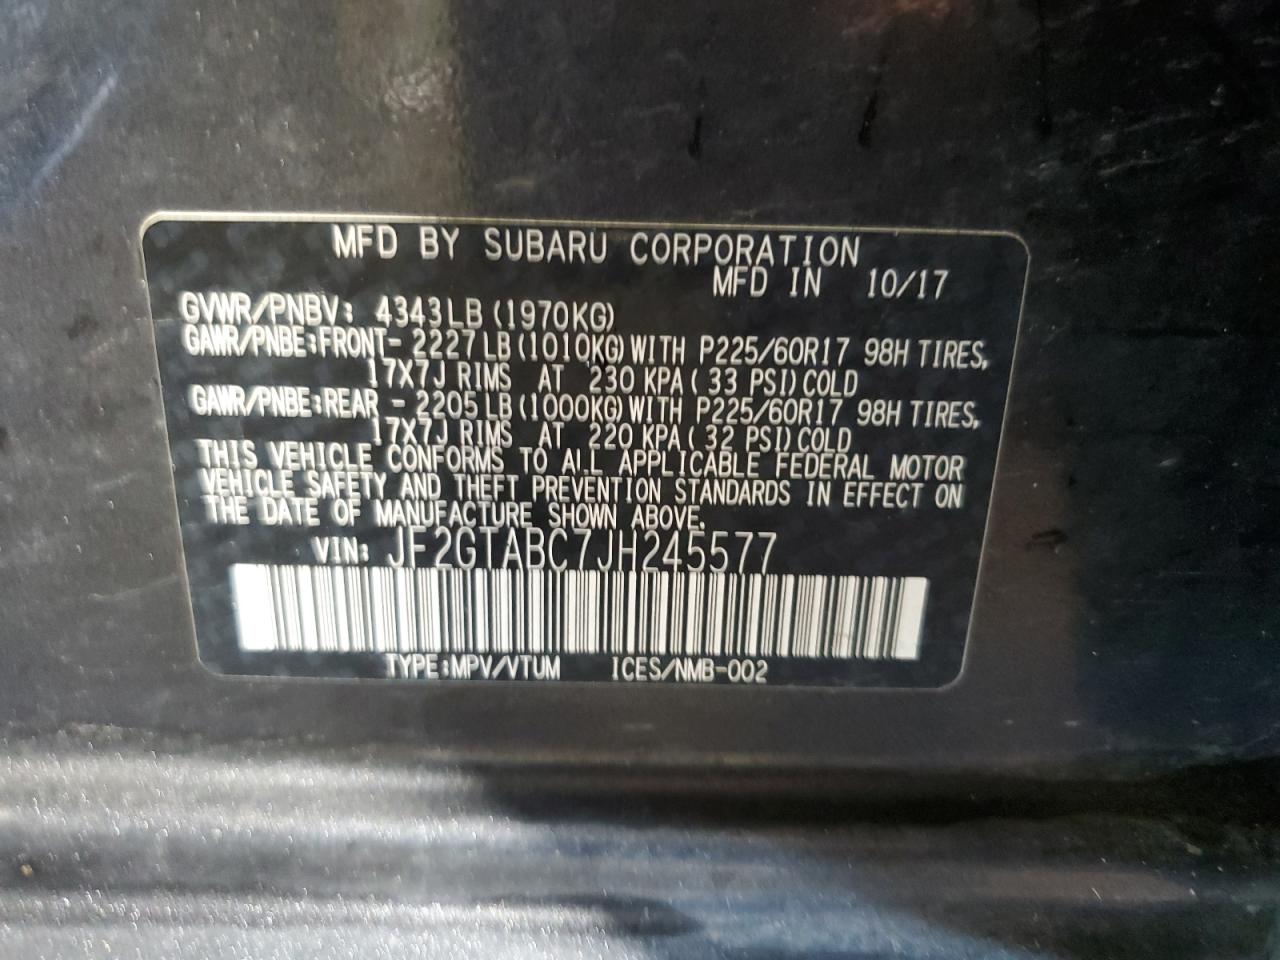 MFD BY SUBARU CORPORATION
MFD IN 10/17
GVWR/PNBV: 4343LB (1970KG)
GAWR/PNBE:FRONT- 2227LB(1010KG)WITH P225/60R17 98H TIRES,
17X7J RIMS AT 230 KPA( 33 PSI)COLD
GAWR/PNBE:REAR - 2205LB(1000KG)WITH P225/60R17 98H TIRES,
17X7J RIMS AT 220 KPA( 32 PSI)COLD
THIS VEHICLE CONFORMS TO ALL APPLICABLE FEDERAL MOTOR
VEHICLE SAFETY AND THEFT PREVENTION STANDARDS IN EFFECT ON
THE DATE OF MANUFACTURE SHOWN ABOVE.
VIN: JF2GTABC7JH245577
TYPE:MPV/VTUM ICES/NMB-002